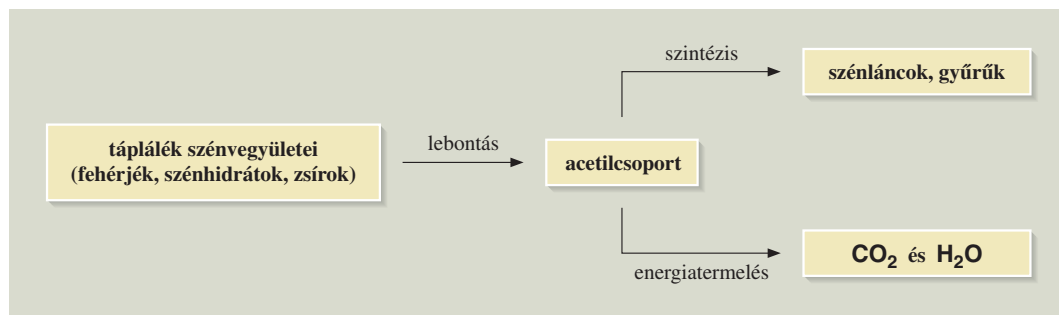 szintézis
szénláncok, gyűrűk
táplálék szénvegyületei
(fehérjék, szénhidrátok, zsírok)
lebontás
acetilcsoport
energiatermelés
CO₂ és H₂O